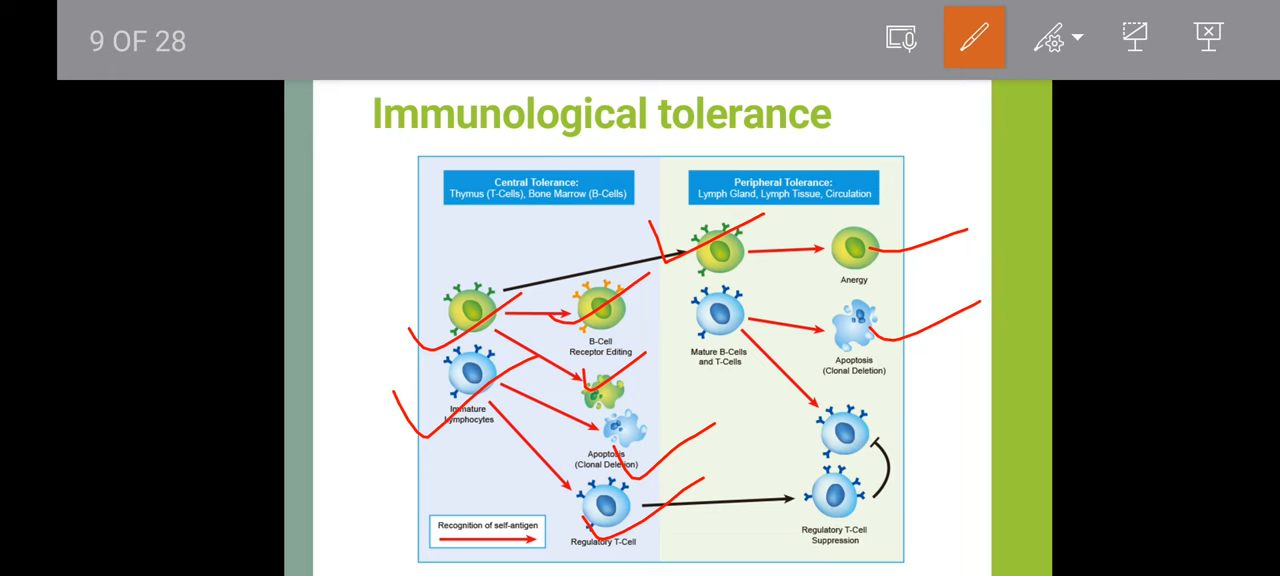 9 OF 28
Immunological tolerance
Central Tolerance:
Thymus (T-Cells), Bone Marrow (B-Cells)
Peripheral Tolerance:
Lymph Gland, Lymph Tissue, Circulation
Anergy
B-Cell
Receptor Editing
Mature B-Cells
and T-Cells
Apoptosis
(Clonal Deletion)
Immature
Lymphocytes
Apoptosis
(Clonal Deletion)
Recognition of self-antigen
Regulatory T-Cell
Regulatory T-Cell
Suppression